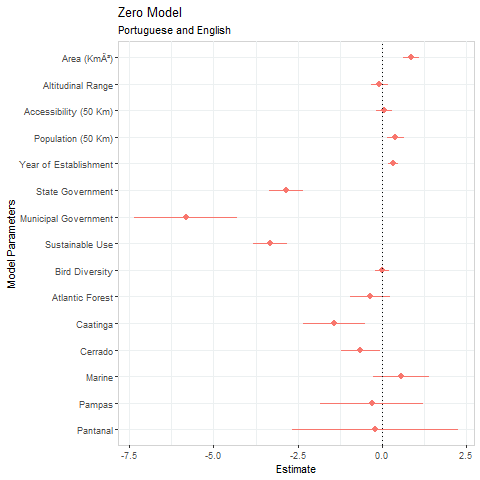 Zero Model
Portuguese and English
Area (KmÂ²)
Altitudinal Range
Accessibility (50 Km)
Population (50 Km)
Year of Establishment
State Government
Municipal Government
Sustainable Use
Bird Diversity
Atlantic Forest
Caatinga
Cerrado
Marine
Pampas
Pantanal
Model Parameters
-7.5 -5.0 -2.5 0.0 2.5
Estimate